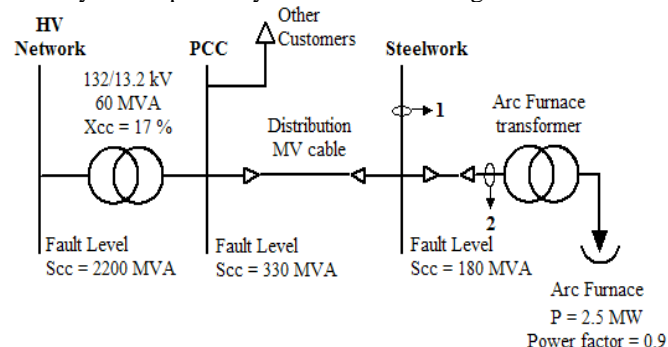 HV
Network
PCC
Other
Customers
Steelwork
132/13.2 kV
60 MVA
Xcc = 17 %
Distribution
MV cable
1
Arc Furnace
transformer
2
Fault Level
Scc = 2200 MVA
Fault Level
Scc = 330 MVA
Fault Level
Scc = 180 MVA
Arc Furnace
P = 2.5 MW
Power factor = 0.9